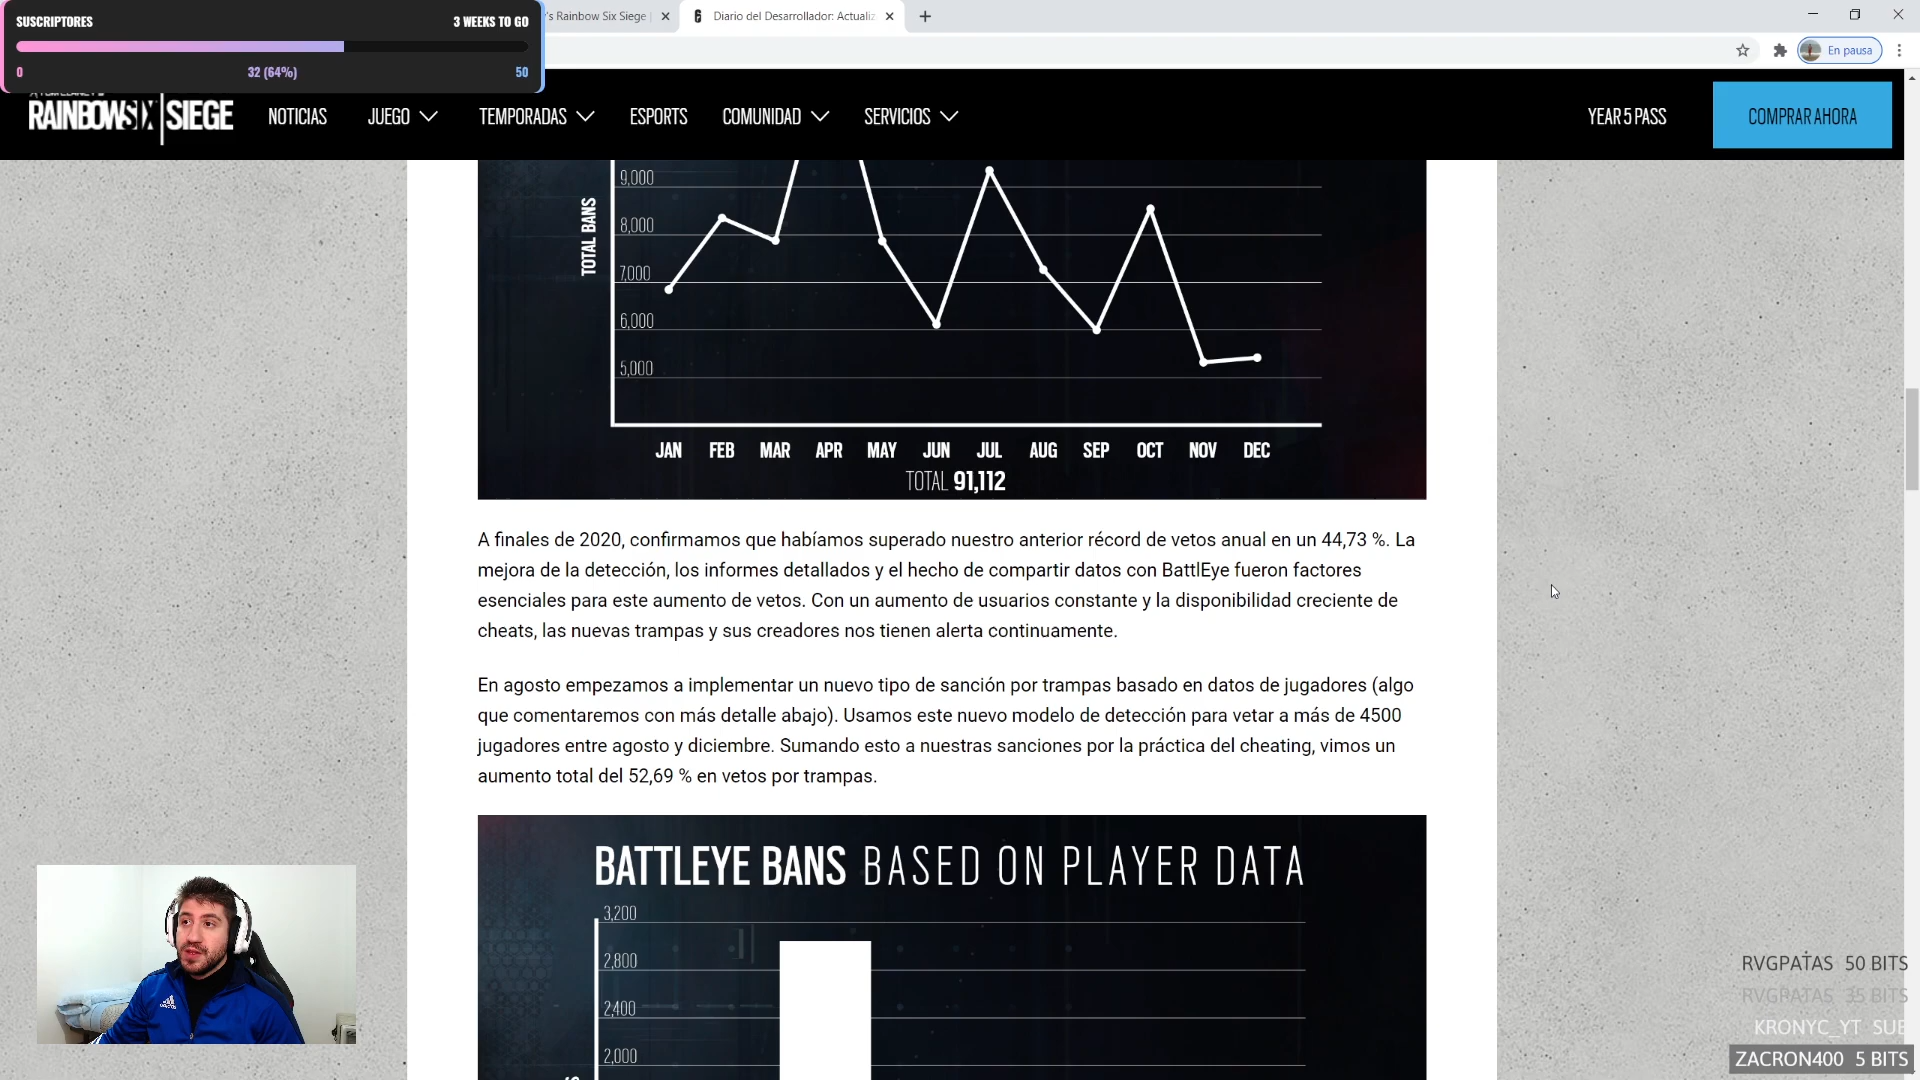 SUSCRIPTORES 3 WEEKS TO GO
0 32 (64%) 50
's Rainbow Six Siege
Diario del Desarrollador: Actualiz
En pausa
RAINBOWSIX|SIEGE
NOTICIAS JUEGO TEMPORADAS ESPORTS COMUNIDAD SERVICIOS YEAR 5 PASS COMPRAR AHORA
TOTAL BANS
9,000
8,000
7,000
6,000
5,000
JAN FEB MAR APR MAY JUN JUL AUG SEP OCT NOV DEC
TOTAL 91,112
A finales de 2020, confirmamos que habíamos superado nuestro anterior récord de vetos anual en un 44,73 %. La
mejora de la detección, los informes detallados y el hecho de compartir datos con BattlEye fueron factores
esenciales para este aumento de vetos. Con un aumento de usuarios constante y la disponibilidad creciente de
cheats, las nuevas trampas y sus creadores nos tienen alerta continuamente.
En agosto empezamos a implementar un nuevo tipo de sanción por trampas basado en datos de jugadores (algo
que comentaremos con más detalle abajo). Usamos este nuevo modelo de detección para vetar a más de 4500
jugadores entre agosto y diciembre. Sumando esto a nuestras sanciones por la práctica del cheating, vimos un
aumento total del 52,69 % en vetos por trampas.
BATTLEYE BANS BASED ON PLAYER DATA
3,200
2,800
2,400
2,000
adidas
RVGPATAS 50 BITS
RVGPATAS 35 BITS
KRONYC_YT SUB
ZACRON400 5 BITS